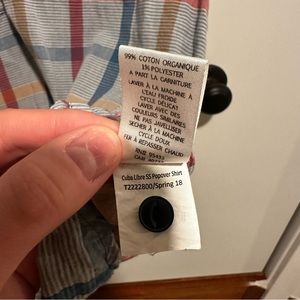 99% COTON ORGANIQUE
1% POLYESTER
A PART LA GARNITURE
LAVER À LA MACHINE À
L'EAU FROIDE
CYCLE DÉLICAT
LAVER AVEC DES
COULEURS SIMILAIRES
NE PAS JAVELLISER
SÉCHER À LA MACHINE
CYCLE DOUX
FER À REPASSER CHAUD
RN#
Cuba Libre SS Popover Shirt
T2222800/Spring 18